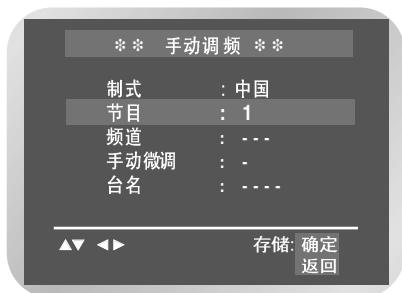 ❇❇ 手动调频 ❇❇
制式 : 中国
节目 : 1
频道 : ---
手动微调 : -
台名 : ----
▲▼ ◀▶ 存储: 确定
返回